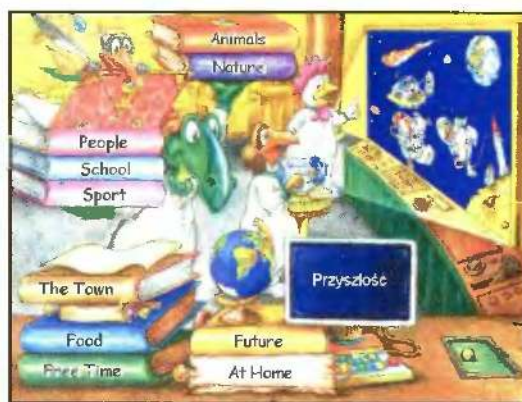 Animals
Nature
People
School
Sport
The Town
Food
Free Time
Przyszłość
Future
At Home